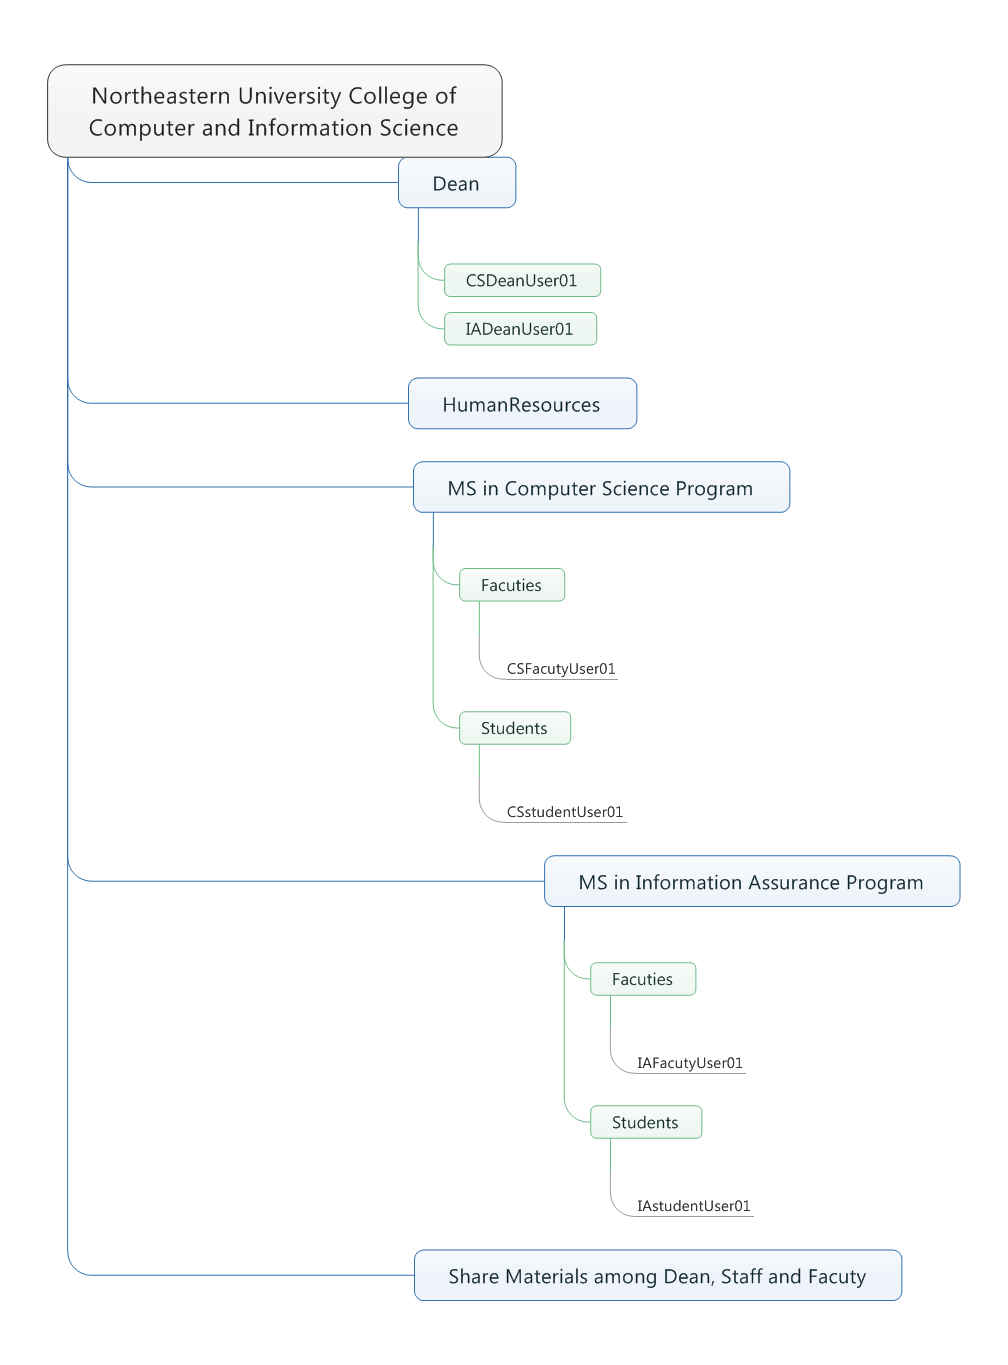 Northeastern University College of
Computer and Information Science
Dean
CSDeanUser01
IADeanUser01
HumanResources
MS in Computer Science Program
Facuties
CSFacutyUser01
Students
CSstudentUser01
MS in Information Assurance Program
Facuties
IAFacutyUser01
Students
IAstudentUser01
Share Materials among Dean, Staff and Facuty